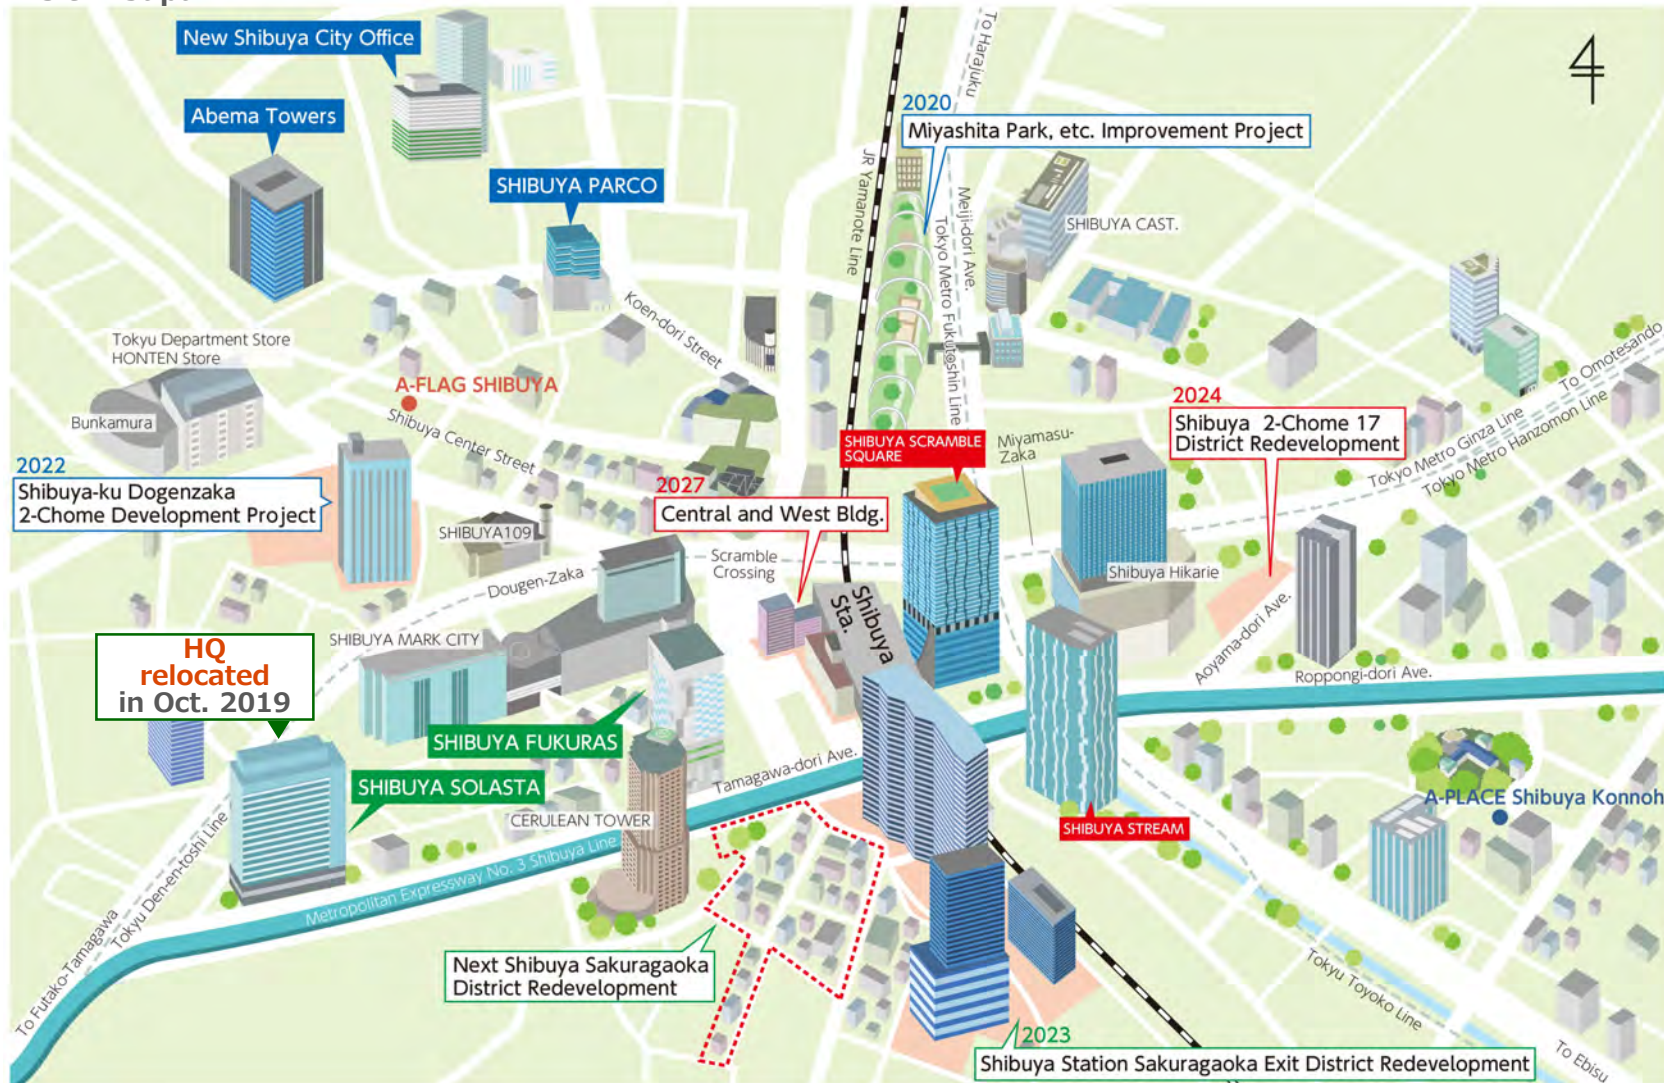 New Shibuya City Office
Abema Towers
SHIBUYA PARCO
To Harajuku
2020
Miyashita Park, etc. Improvement Project
JR Yamanote Line
Meiji-dori Ave.
Tokyo Metro Fukutoshin Line
SHIBUYA CAST.
Koen-dori Street
Tokyu Department Store
HONTEN Store
Bunkamura
A-FLAG SHIBUYA
Shibuya Center Street
To Omotesando
Tokyo Metro Ginza Line
Tokyo Metro Hanzomon Line
2024
Shibuya 2-Chome 17
District Redevelopment
SHIBUYA SCRAMBLE
SQUARE
Miyamasu-
Zaka
2022
Shibuya-ku Dogenzaka
2-Chome Development Project
2027
Central and West Bldg.
SHIBUYA109
Scramble
Crossing
Dougen-Zaka
Shibuya Hikarie
Shibuya
Sta.
SHIBUYA MARK CITY
Aoyama-dori Ave.
Roppongi-dori Ave.
HQ
relocated
in Oct. 2019
SHIBUYA FUKURAS
SHIBUYA SOLASTA
Tamagawa-dori Ave.
CERULEAN TOWER
SHIBUYA STREAM
A-PLACE Shibuya Konnoh
Metropolitan Expressway No. 3 Shibuya Line
Tokyu Den-en-toshi Line
To Futako-Tamagawa
Next Shibuya Sakuragaoka
District Redevelopment
Tokyu Toyoko Line
To Ebisu
2023
Shibuya Station Sakuragaoka Exit District Redevelopment